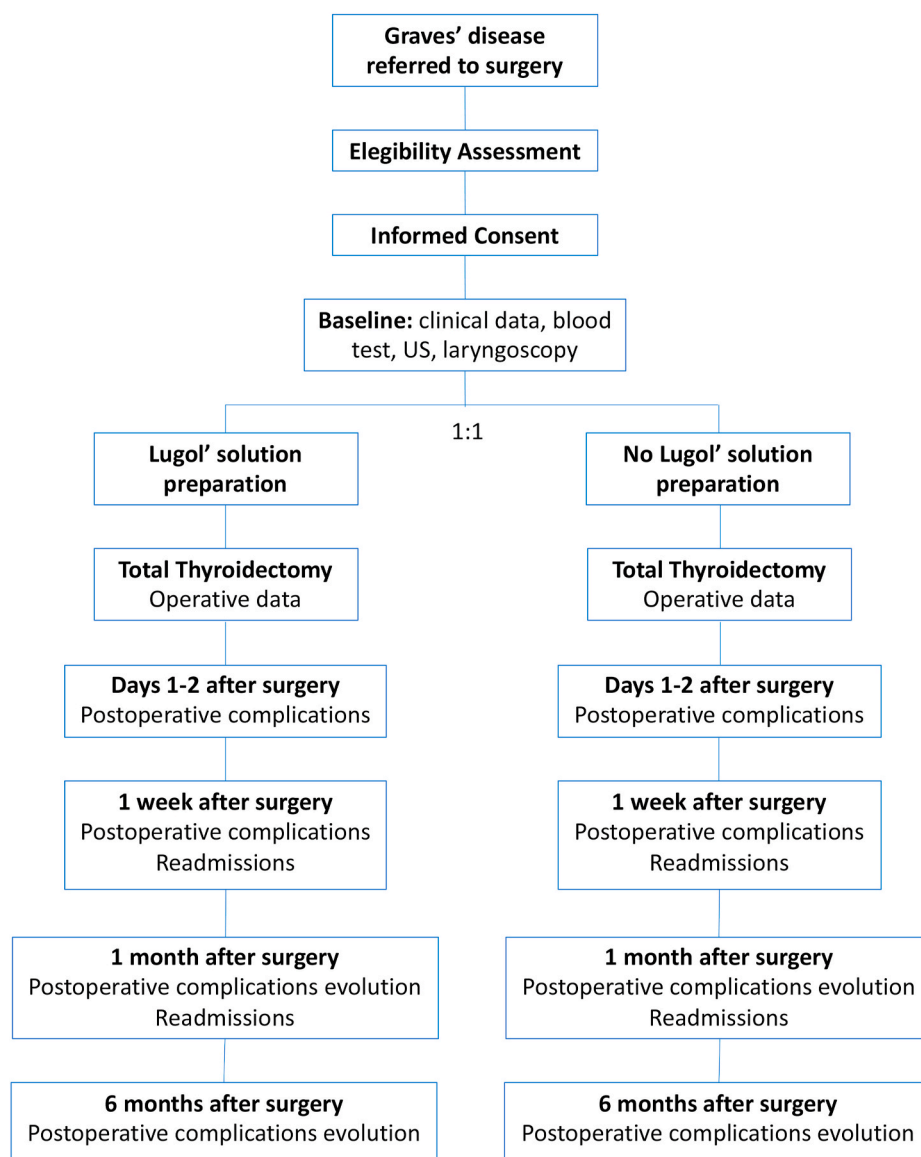 Graves’ disease
referred to surgery
Elegibility Assessment
Informed Consent
Baseline: clinical data, blood
test, US, laryngoscopy
1:1
Lugol’ solution
preparation
No Lugol’ solution
preparation
Total Thyroidectomy
Operative data
Total Thyroidectomy
Operative data
Days 1-2 after surgery
Postoperative complications
Days 1-2 after surgery
Postoperative complications
1 week after surgery
Postoperative complications
Readmissions
1 week after surgery
Postoperative complications
Readmissions
1 month after surgery
Postoperative complications evolution
Readmissions
1 month after surgery
Postoperative complications evolution
Readmissions
6 months after surgery
Postoperative complications evolution
6 months after surgery
Postoperative complications evolution